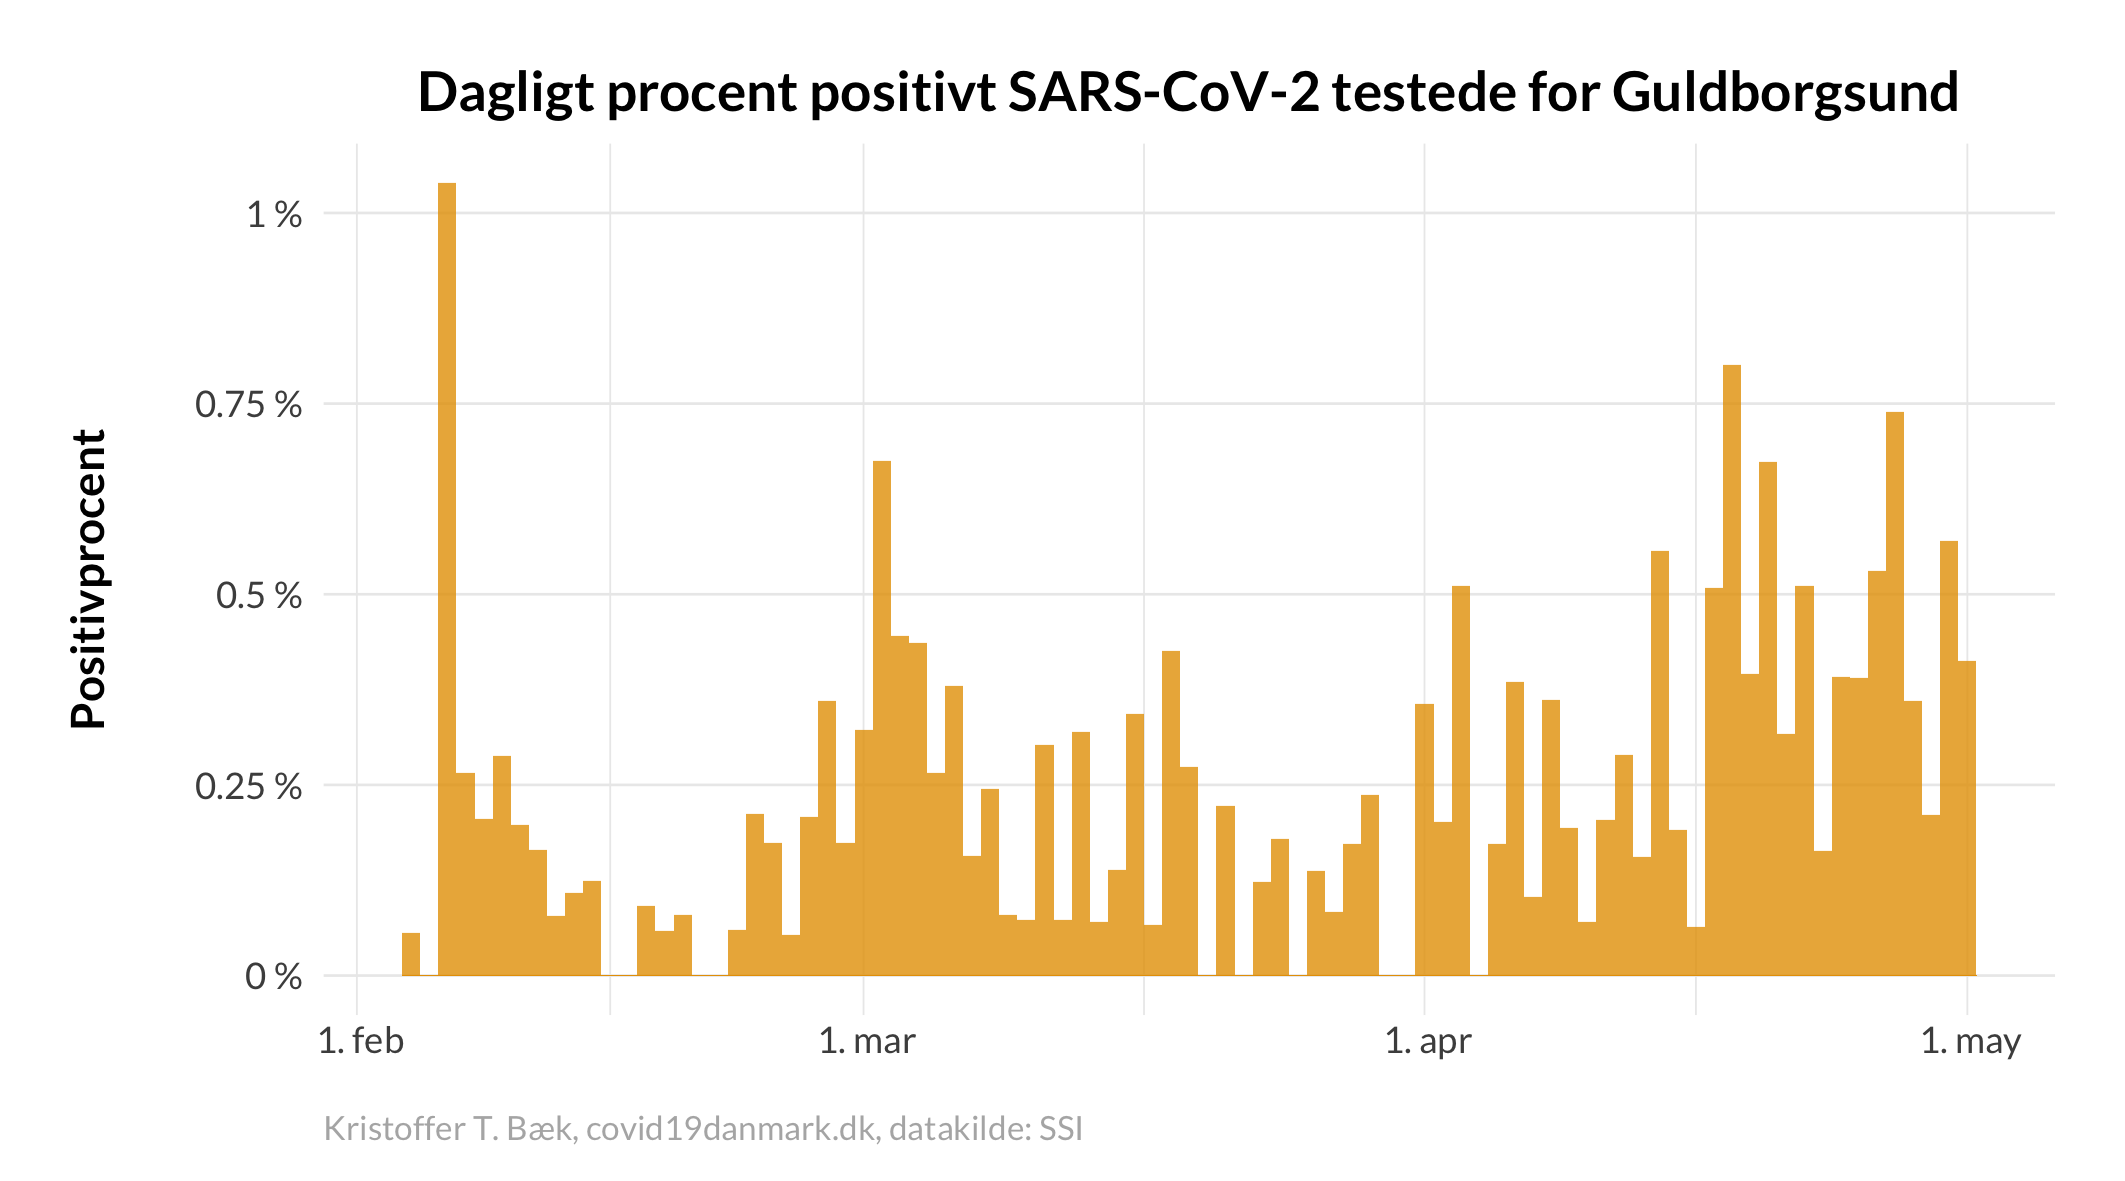 Dagligt procent positivt SARS-CoV-2 testede for Guldborgsund
Positivprocent
1 %
0.75 %
0.5 %
0.25 %
0 %
1. feb
1. mar
1. apr
1. may
Kristoffer T. Bæk, covid19danmark.dk, datakilde: SSI